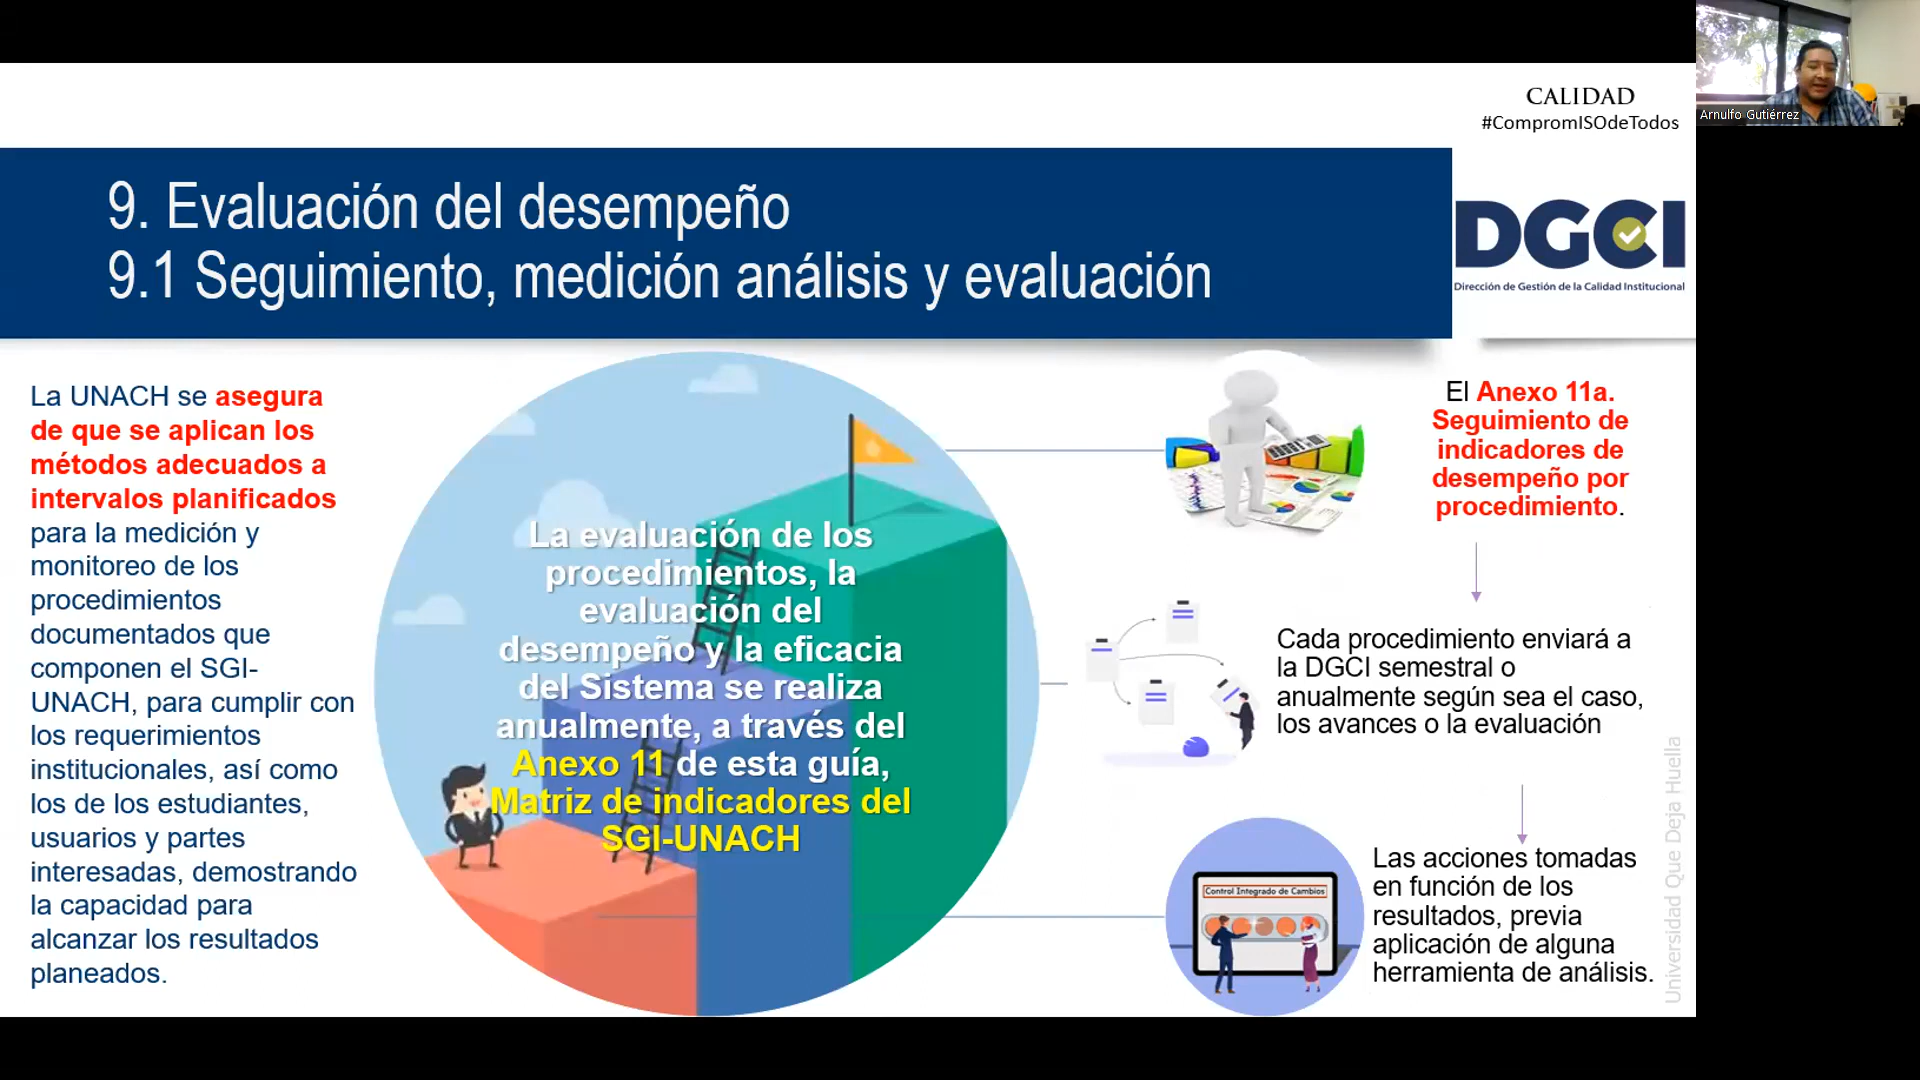 CALIDAD
#CompromISOdeTodos
Arnulfo Gutiérrez
9. Evaluación del desempeño
9.1 Seguimiento, medición análisis y evaluación
DGCI
Dirección de Gestión de la Calidad Institucional
La UNACH se asegura
de que se aplican los
métodos adecuados a
intervalos planificados
para la medición y
monitoreo de los
procedimientos
documentados que
componen el SGI-
UNACH, para cumplir con
los requerimientos
institucionales, así como
los de los estudiantes,
usuarios y partes
interesadas, demostrando
la capacidad para
alcanzar los resultados
planeados.
La evaluación de los
procedimientos, la
evaluación del
desempeño y la eficacia
del Sistema se realiza
anualmente, a través del
Anexo 11 de esta guía,
Matriz de indicadores del
SGI-UNACH
El Anexo 11a.
Seguimiento de
indicadores de
desempeño por
procedimiento.
Cada procedimiento enviará a
la DGCI semestral o
anualmente según sea el caso,
los avances o la evaluación
Control Integrado de Cambios
Las acciones tomadas
en función de los
resultados, previa
aplicación de alguna
herramienta de análisis.
Universidad Que Deja Huella